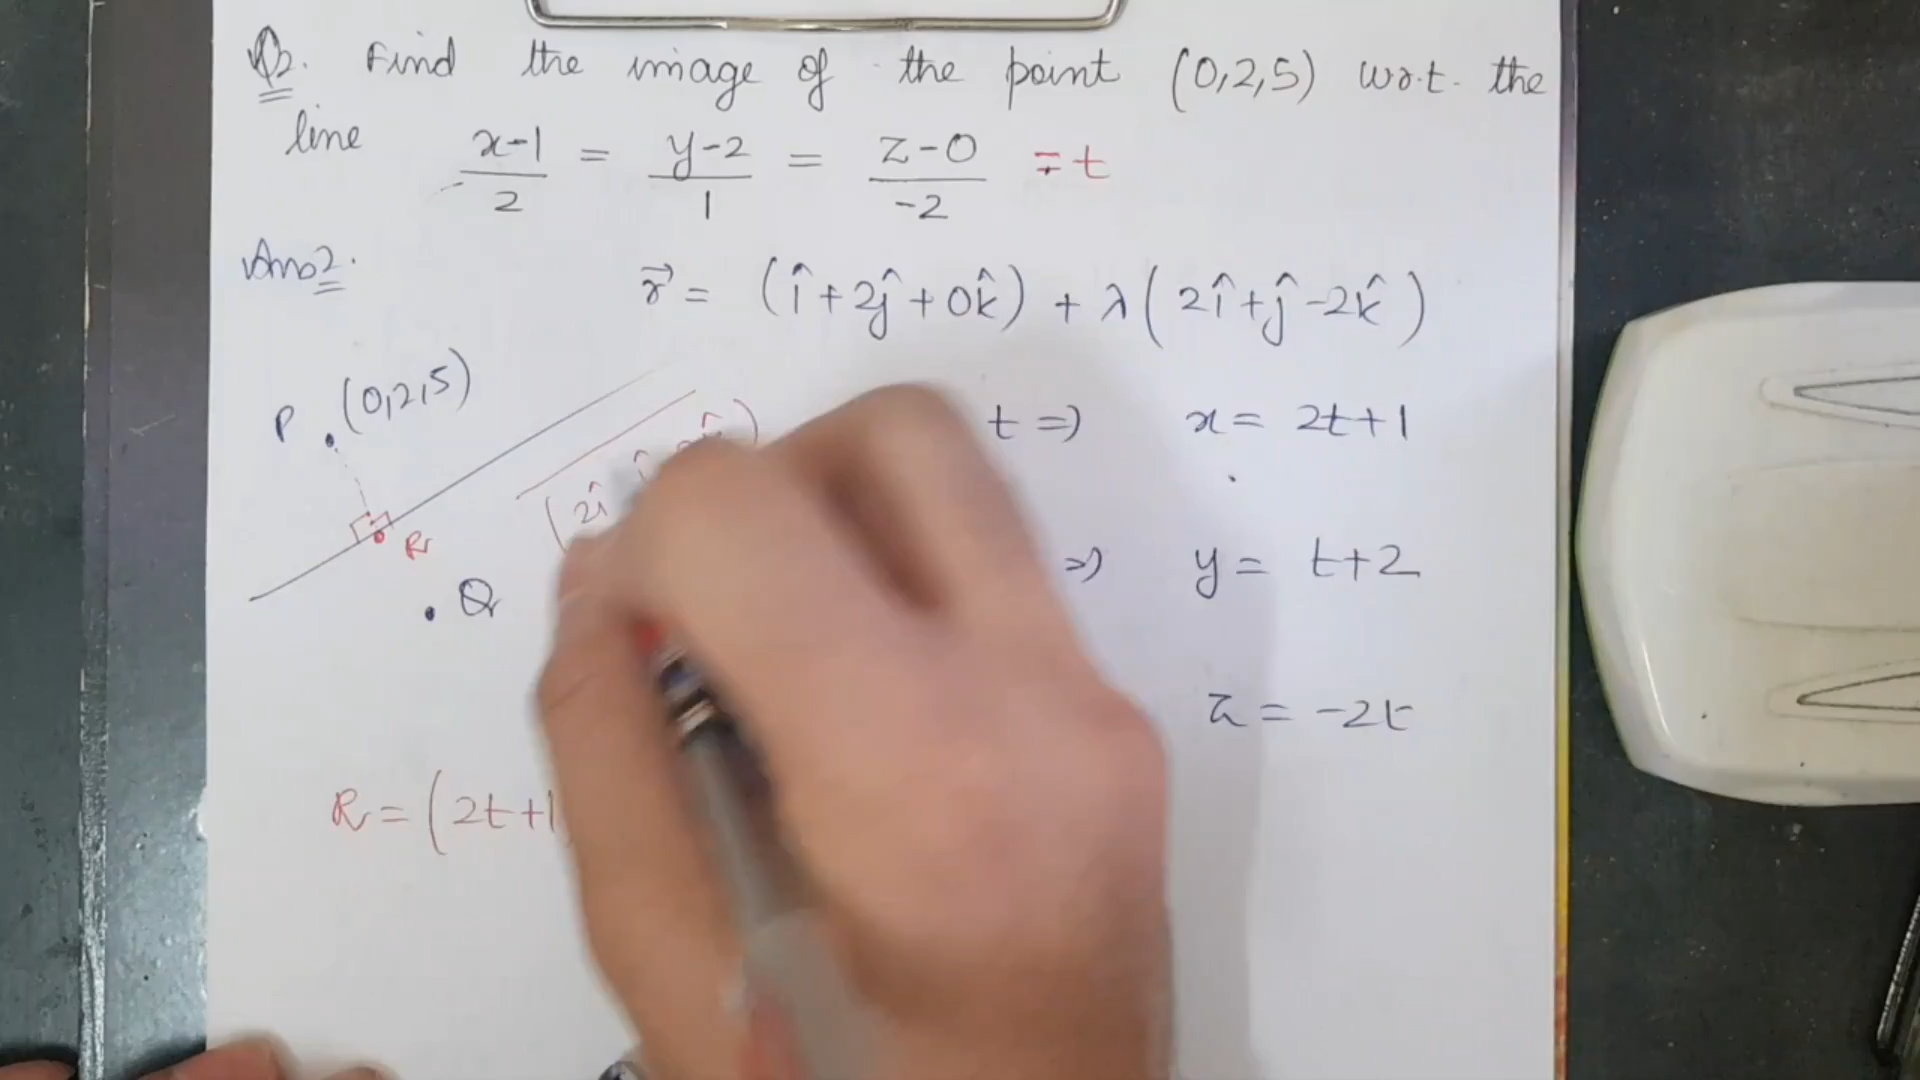 Q2. Find the image of the point (0,2,5) w.r.t. the
line x-1/2 = y-2/1 = z-0/-2 = t
Ans2.
r⃗ = (î+2ĵ+0k̂) + λ(2î+ĵ-2k̂)
P (0,2,5)
t => x = 2t+1
(2î
R
=> y = t+2
Q
z = -2t
R = (2t+1